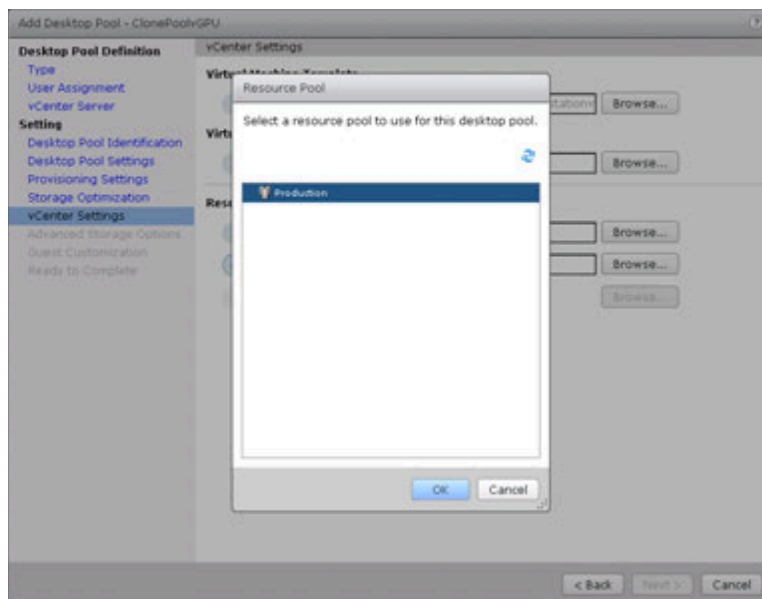 Add Desktop Pool - ClonePoolvGPU
?
Desktop Pool Definition
Type
User Assignment
vCenter Server
Setting
Desktop Pool Identification
Desktop Pool Settings
Provisioning Settings
Storage Optimization
vCenter Settings
Advanced Storage Options
Guest Customization
Ready to Complete
vCenter Settings
Browse...
Virtu
Browse...
Reso
Browse...
Browse...
Browse...
Resource Pool
Select a resource pool to use for this desktop pool.
Production
OK
Cancel
< Back
Next >
Cancel